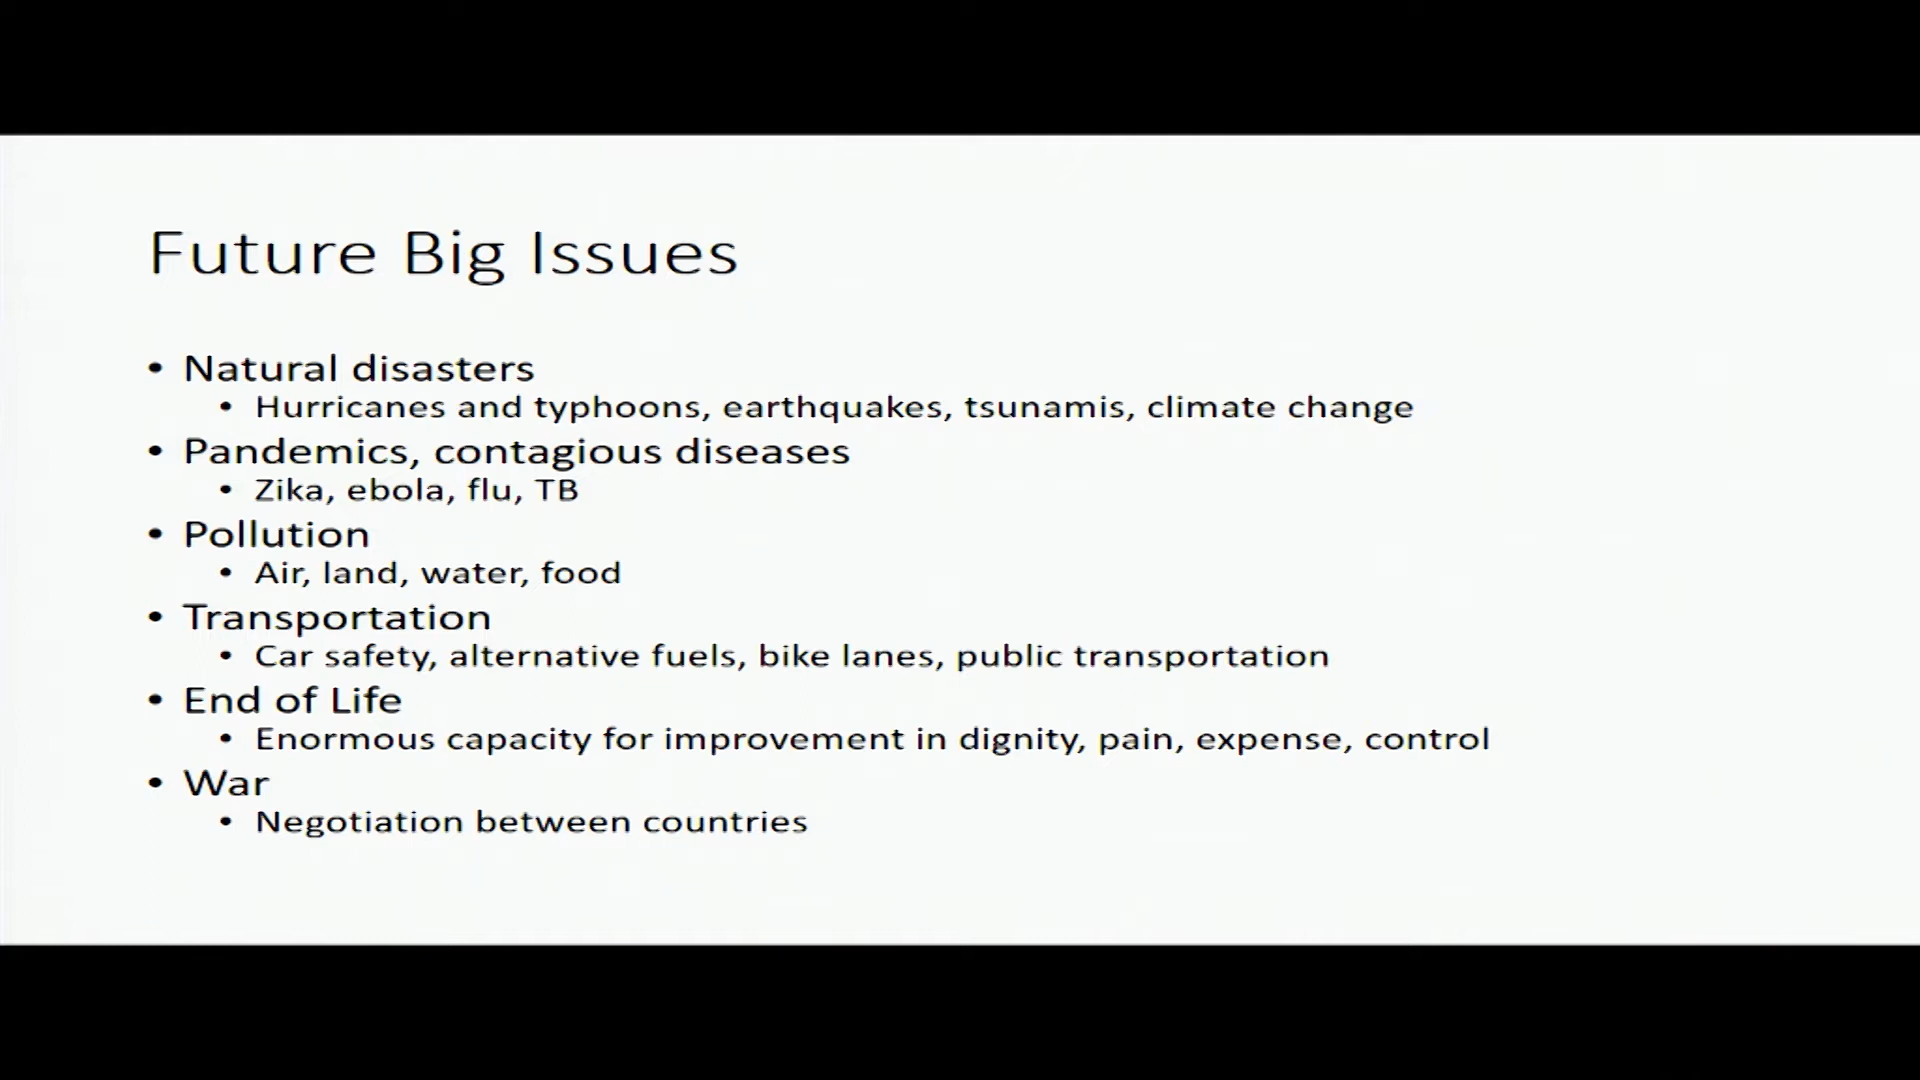 Future Big Issues
• Natural disasters
• Hurricanes and typhoons, earthquakes, tsunamis, climate change
• Pandemics, contagious diseases
• Zika, ebola, flu, TB
• Pollution
• Air, land, water, food
• Transportation
• Car safety, alternative fuels, bike lanes, public transportation
• End of Life
• Enormous capacity for improvement in dignity, pain, expense, control
• War
• Negotiation between countries